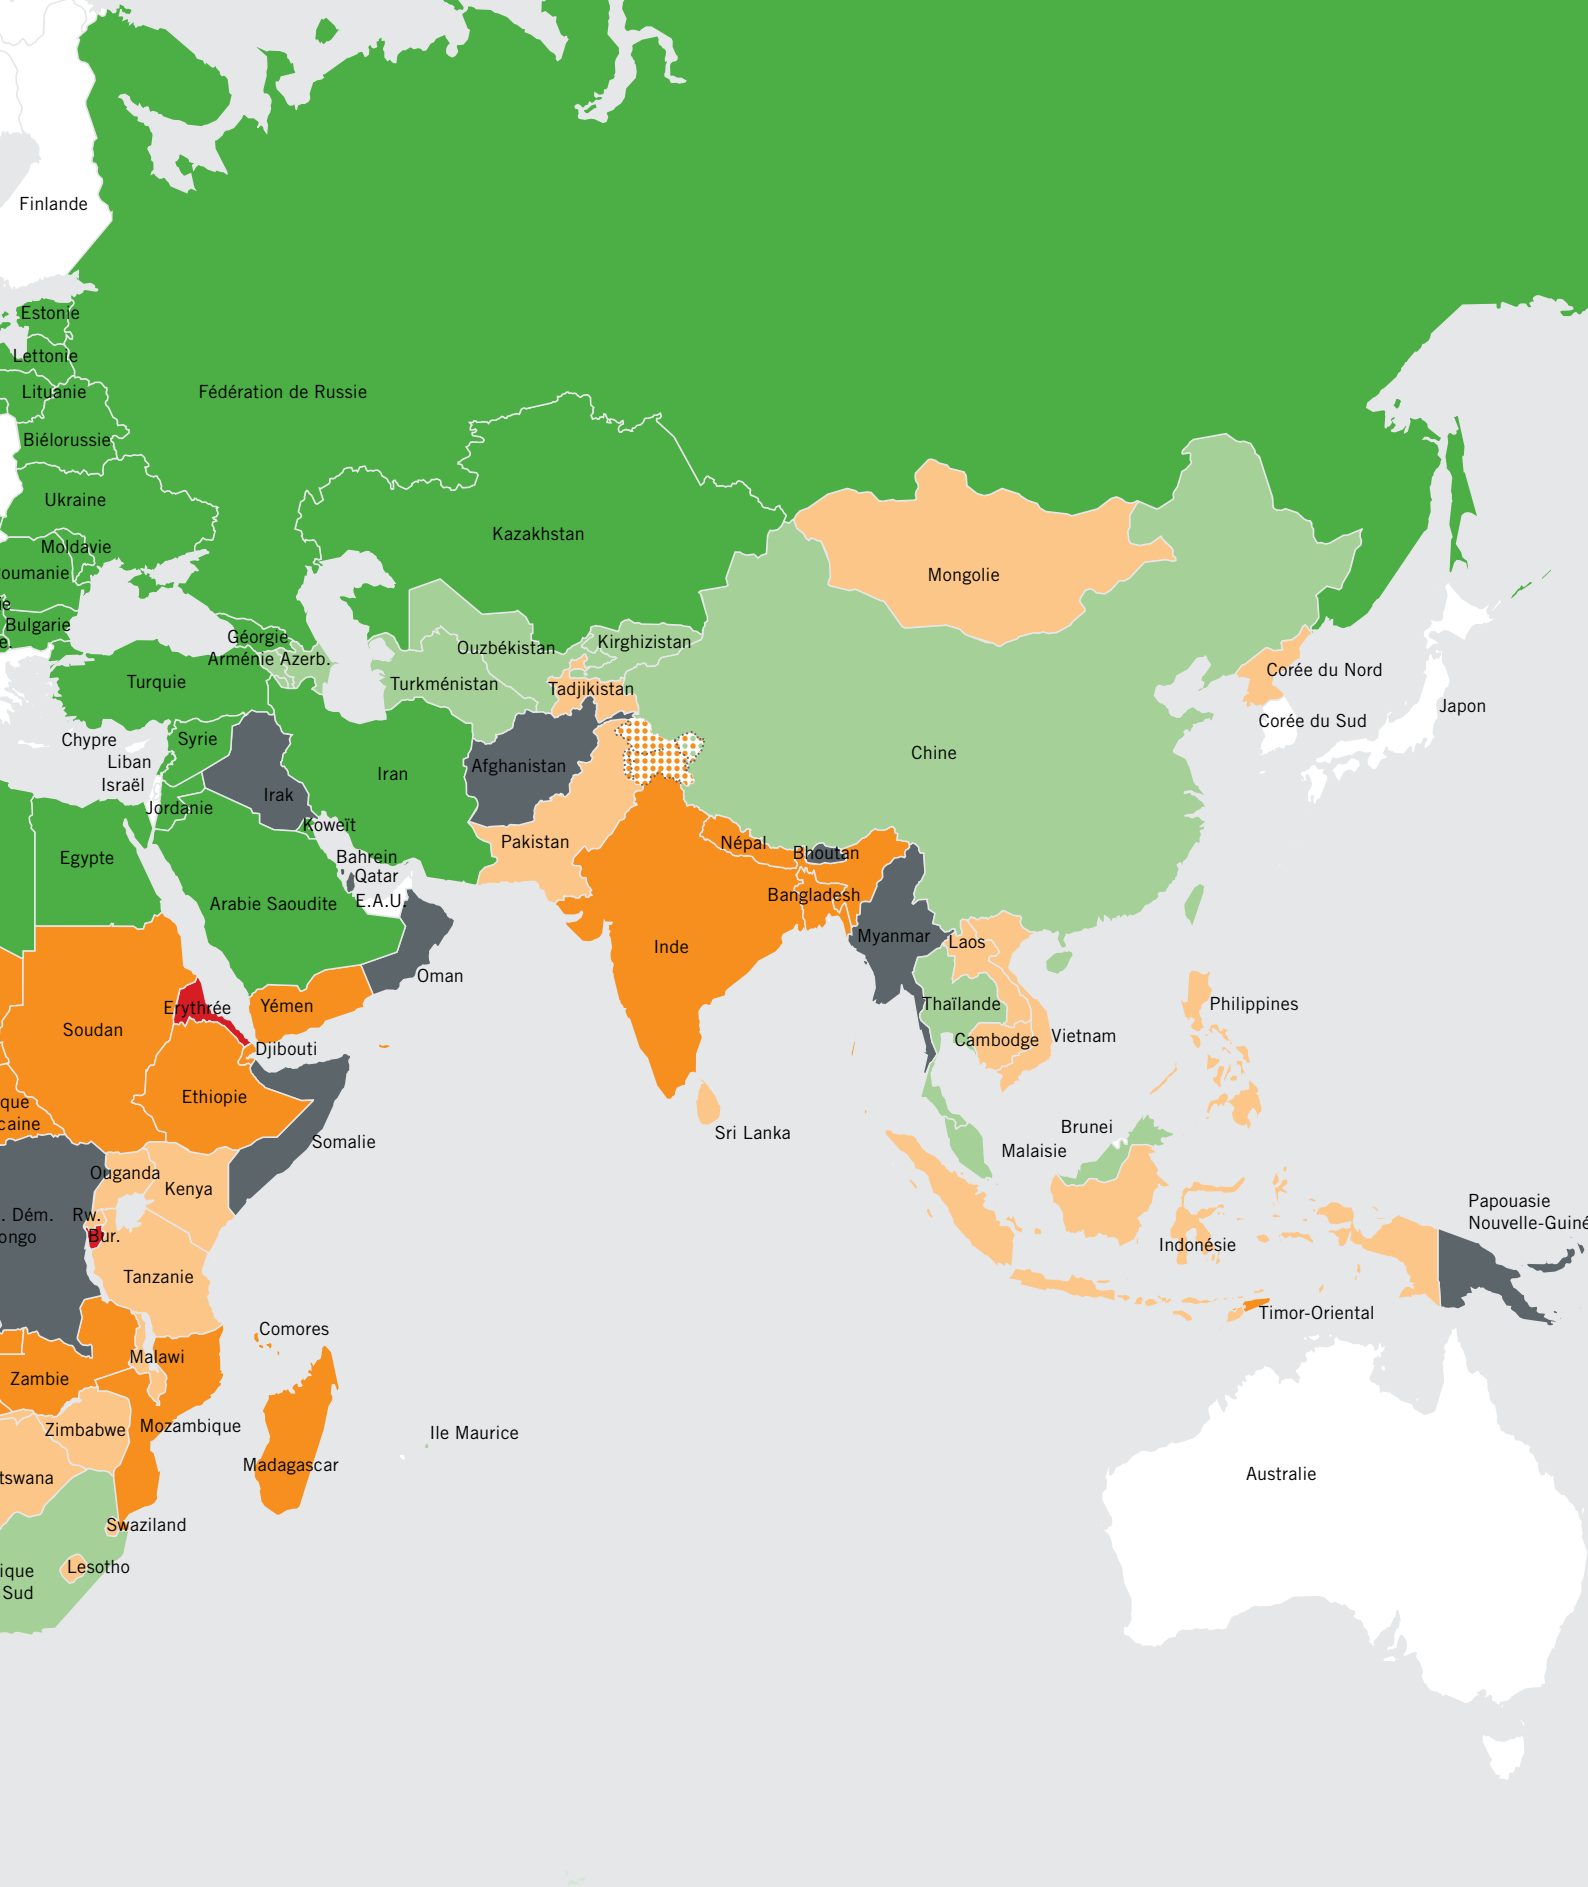 Finlande
Estonie
Lettonie
Lituanie
Fédération de Russie
Biélorussie
Ukraine
Kazakhstan
Moldavie
oumanie
Mongolie
ie
Bulgarie
Géorgie
e.
Arménie Azerb.
Ouzbékistan
Kirghizistan
Turquie
Turkménistan
Tadjikistan
Corée du Nord
Japon
Corée du Sud
Chypre
Syrie
Liban
Israël
Iran
Afghanistan
Chine
Jordanie
Irak
Koweït
Pakistan
Népal
Bhoutan
Egypte
Bahrein
Qatar
E.A.U.
Arabie Saoudite
Bangladesh
Inde
Myanmar
Laos
Oman
Erythrée
Yémen
Thaïlande
Philippines
Soudan
Djibouti
Cambodge
Vietnam
Ethiopie
que
caine
Sri Lanka
Brunei
Malaisie
Somalie
Ouganda
Kenya
. Dém.
ongo
Rw.
Bur.
Papouasie
Nouvelle-Guiné
Indonésie
Tanzanie
Timor-Oriental
Comores
Malawi
Zambie
Zimbabwe
Mozambique
Ile Maurice
Madagascar
tswana
Australie
Swaziland
Lesotho
ique
Sud